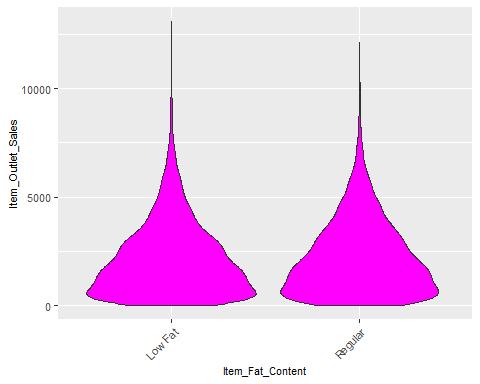 10000
5000
0
Item_Outlet_Sales
Low Fat
Regular
Item_Fat_Content